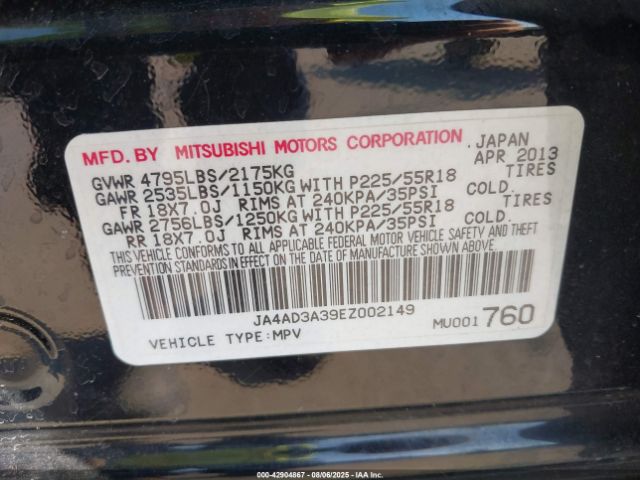 MFD. BY MITSUBISHI MOTORS CORPORATION JAPAN
GVWR 4795LBS/2175KG APR 2013
GAWR 2535LBS/1150KG WITH P225/55R18 TIRES
FR 18X7.0J RIMS AT 240KPA/35PSI COLD.
GAWR 2756LBS/1250KG WITH P225/55R18 TIRES
RR 18X7.0J RIMS AT 240KPA/35PSI COLD.
THIS VEHICLE CONFORMS TO ALL APPLICABLE FEDERAL MOTOR VEHICLE SAFETY AND THEFT
PREVENTION STANDARDS IN EFFECT ON THE DATE OF MANUFACTURE SHOWN ABOVE.
JA4AD3A39EZ002149
VEHICLE TYPE:MPV MU001 760
000-42904867 - 08/06/2025 - IAAI.COM